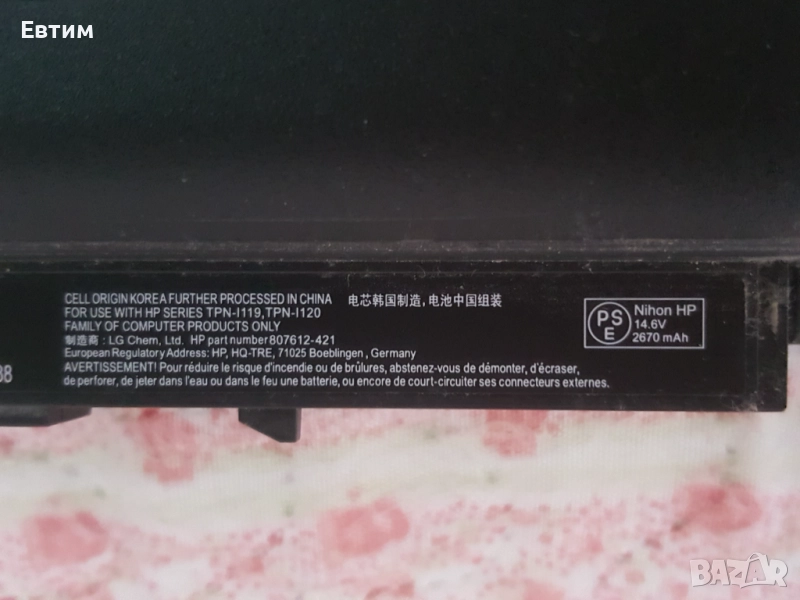 Евтим
CELL ORIGIN KOREA FURTHER PROCESSED IN CHINA 电芯韩国制造，电池中国组装
FOR USE WITH HP SERIES TPN-I119,TPN-I120
FAMILY OF COMPUTER PRODUCTS ONLY
制造商：LG Chem, Ltd. HP part number 807612-421
European Regulatory Address: HP, HQ-TRE, 71025 Boeblingen , Germany
AVERTISSEMENT! Pour réduire le risque d'incendie ou de brûlures, abstenez-vous de démonter, d'écraser,
de perforer, de jeter dans l'eau ou dans le feu une batterie, ou encore de court-circuiter ses connecteurs externes.
PS
E
Nihon HP
14.6V
2670 mAh
BAZAR